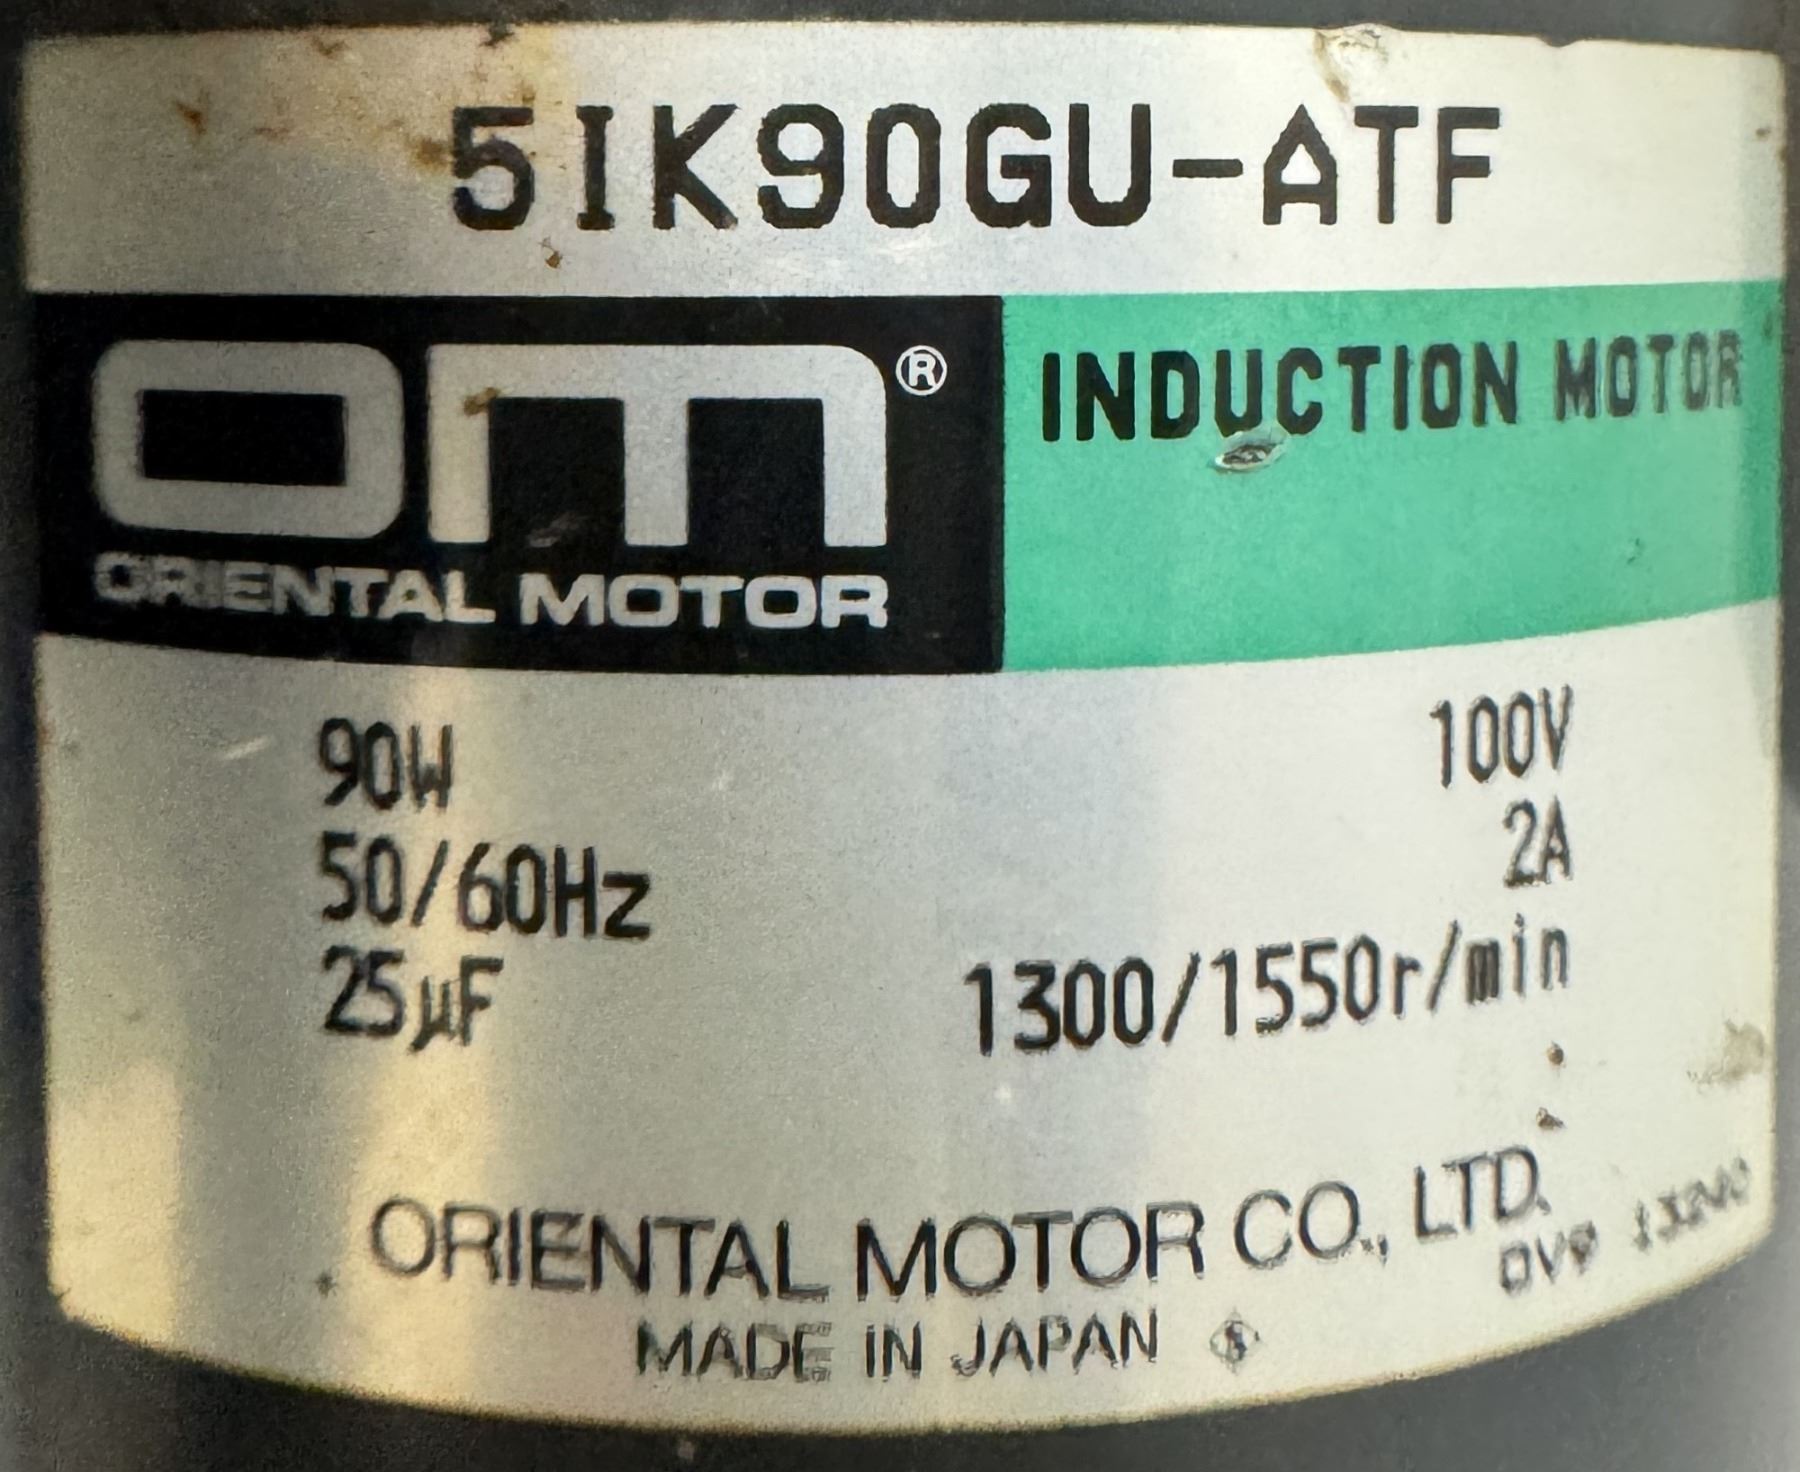 5IK90GU-ATF
om®
ORIENTAL MOTOR
INDUCTION MOTOR
90W
100V
50/60Hz
2A
25µF
1300/1550r/min
ORIENTAL MOTOR CO., LTD.
MADE IN JAPAN